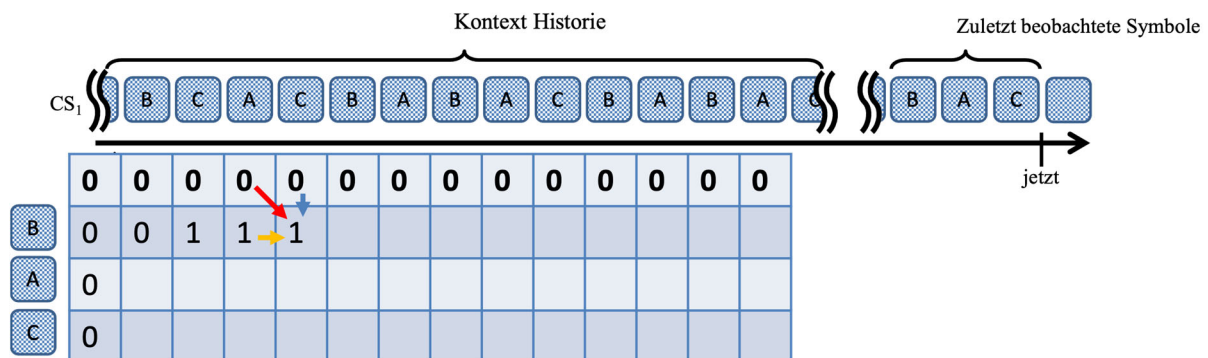 Kontext Historie
Zuletzt beobachtete Symbole
CS1 B C A C B A B A C B A B A C B A C
jetzt
0 0 0 0 0 0 0 0 0 0 0 0 0 0
B 0 0 1 1 1
A 0
C 0